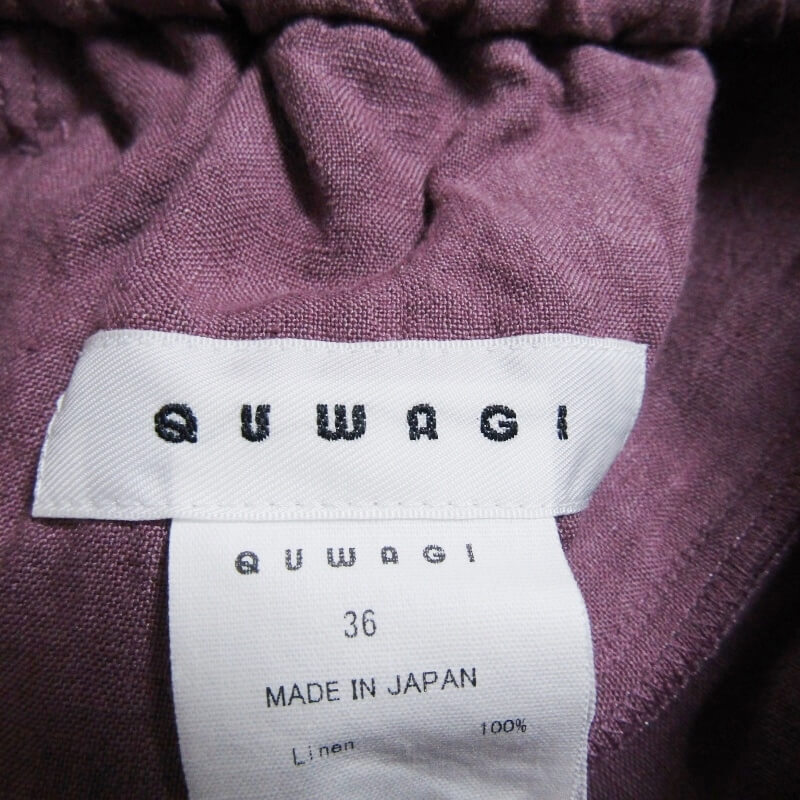 QUWAGI
QUWAGI
36
MADE IN JAPAN
Linen 100%